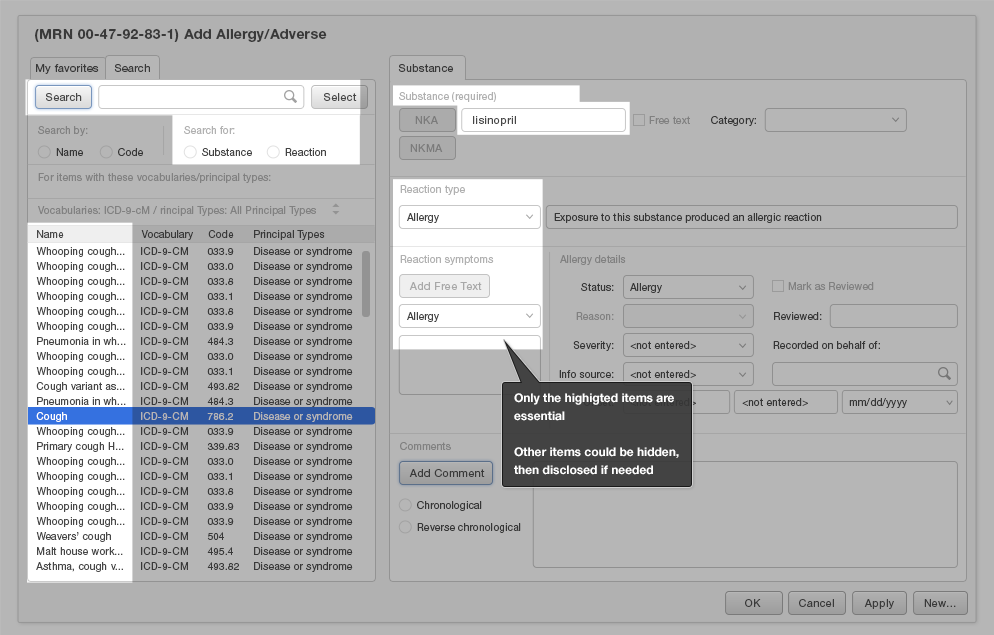 (MRN 00-47-92-83-1) Add Allergy/Adverse
My favorites
Search
Search
Select
Search by:
Name
Code
Search for:
Substance
Reaction
For items with these vocabularies/principal types:
Vocabularies: ICD-9-cM / rincipal Types: All Principal Types
Name Vocabulary Code Principal Types
Whooping cough... ICD-9-CM 033.9 Disease or syndrome
Whooping cough... ICD-9-CM 033.0 Disease or syndrome
Whooping cough... ICD-9-CM 033.8 Disease or syndrome
Whooping cough... ICD-9-CM 033.1 Disease or syndrome
Whooping cough... ICD-9-CM 033.8 Disease or syndrome
Whooping cough... ICD-9-CM 033.9 Disease or syndrome
Pneumonia in wh... ICD-9-CM 484.3 Disease or syndrome
Whooping cough... ICD-9-CM 033.0 Disease or syndrome
Whooping cough... ICD-9-CM 033.1 Disease or syndrome
Cough variant as... ICD-9-CM 493.82 Disease or syndrome
Pneumonia in wh... ICD-9-CM 484.3 Disease or syndrome
Cough ICD-9-CM 786.2 Disease or syndrome
Whooping cough... ICD-9-CM 033.9 Disease or syndrome
Primary cough H... ICD-9-CM 339.83 Disease or syndrome
Whooping cough... ICD-9-CM 033.0 Disease or syndrome
Whooping cough... ICD-9-CM 033.1 Disease or syndrome
Whooping cough... ICD-9-CM 033.8 Disease or syndrome
Whooping cough... ICD-9-CM 033.9 Disease or syndrome
Whooping cough... ICD-9-CM 033.9 Disease or syndrome
Weavers' cough ICD-9-CM 504 Disease or syndrome
Malt house work... ICD-9-CM 495.4 Disease or syndrome
Asthma, cough v... ICD-9-CM 493.82 Disease or syndrome
Substance
Substance (required)
NKA
lisinopril
Free text
Category:
NKMA
Reaction type
Allergy
Exposure to this substance produced an allergic reaction
Reaction symptoms
Add Free Text
Allergy
Allergy details
Status:
Allergy
Mark as Reviewed
Reason:
Reviewed:
Severity:
<not entered>
Recorded on behalf of:
Info source:
<not entered>
<not entered>
mm/dd/yyyy
Only the highigted items are
essential
Other items could be hidden,
then disclosed if needed
Comments
Add Comment
Chronological
Reverse chronological
OK
Cancel
Apply
New...